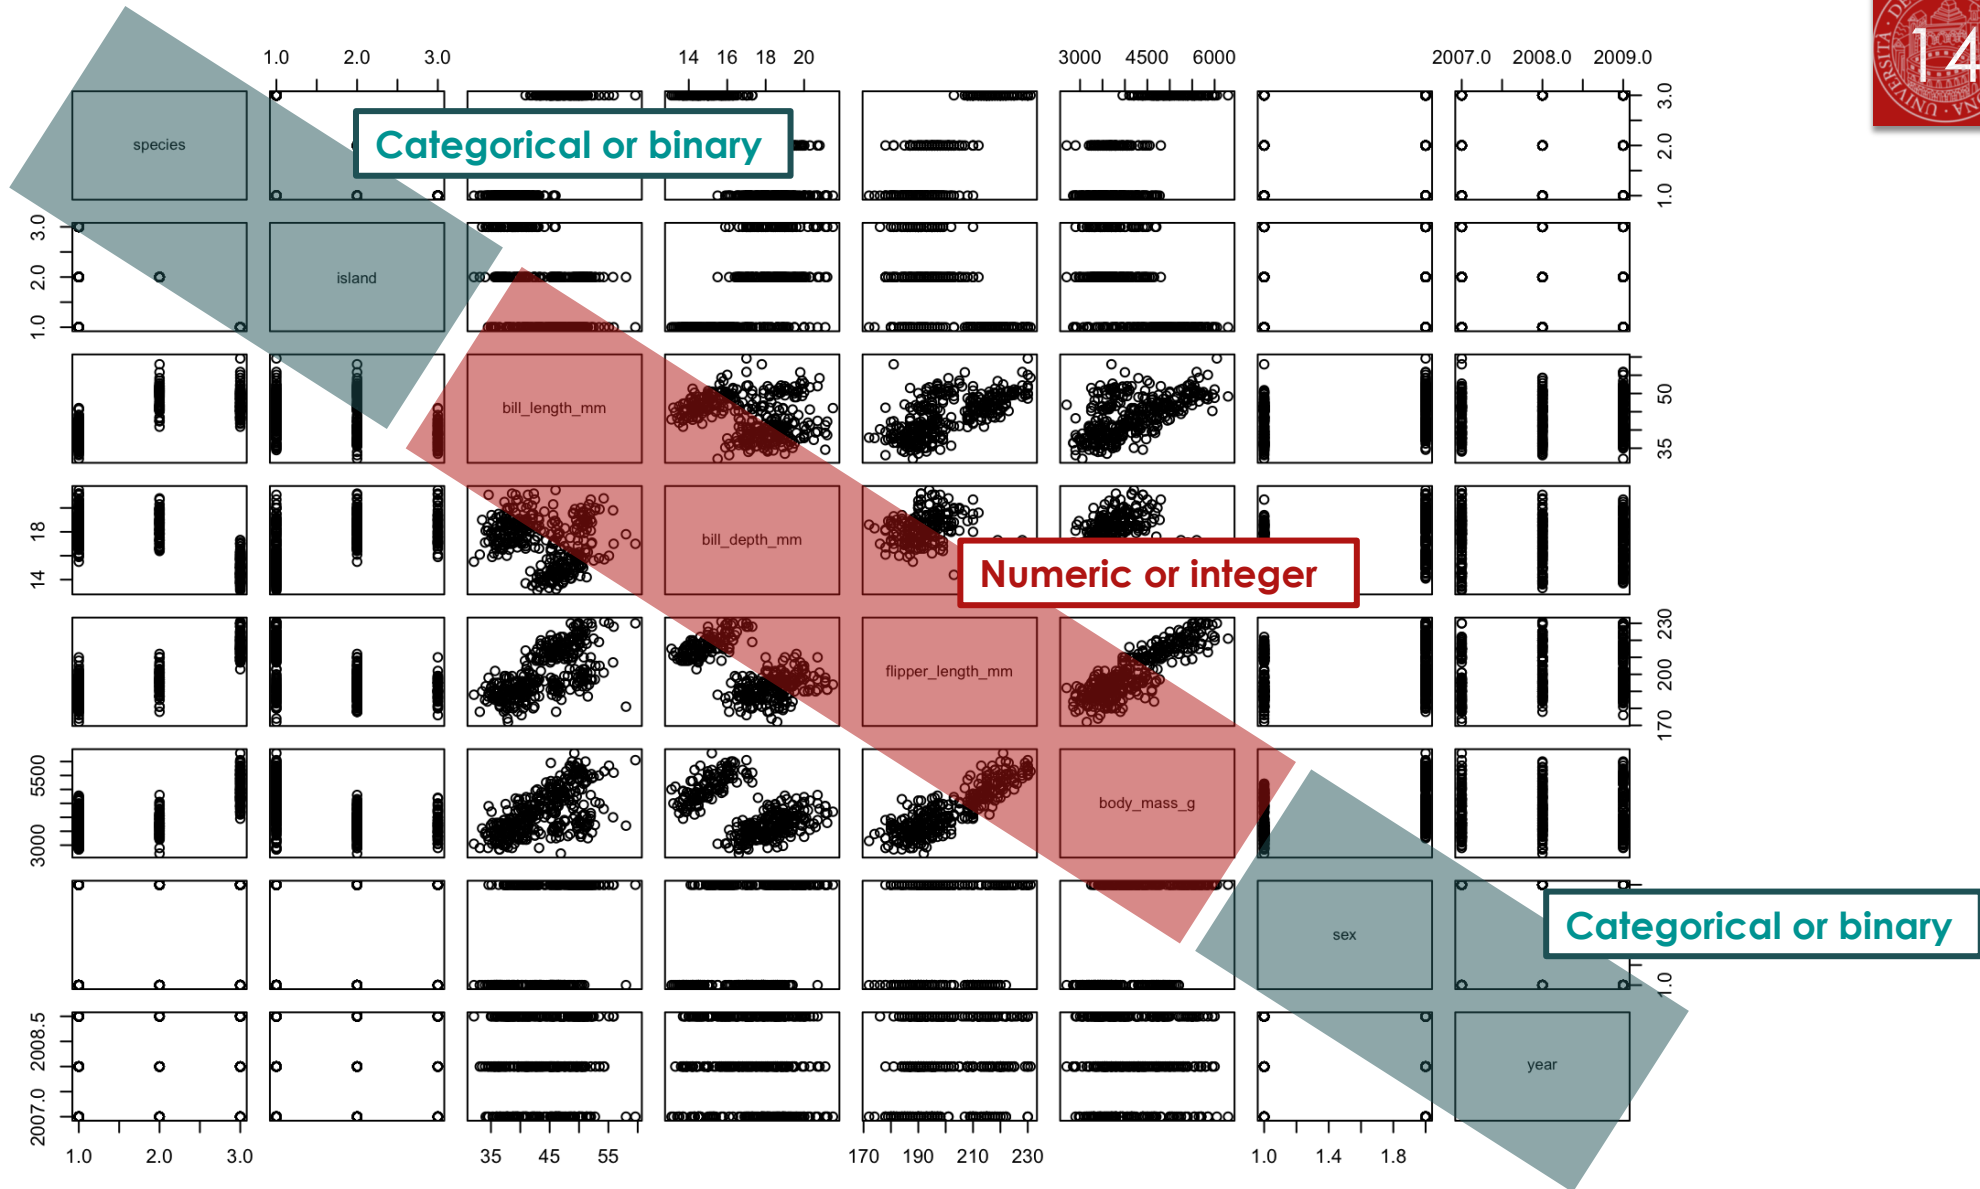 14
1.0 2.0 3.0 14 16 18 20 3000 4500 6000 2007.0 2008.0 2009.0
species
Categorical or binary
1.0 2.0 3.0
1.0 2.0 3.0
island
bill_length_mm
35 50
14 18
bill_depth_mm
Numeric or integer
flipper_length_mm
170 200 230
3000 5500
body_mass_g
sex
Categorical or binary
1.0
2007.0 2008.5
year
1.0 2.0 3.0 35 45 55 170 190 210 230 1.0 1.4 1.8